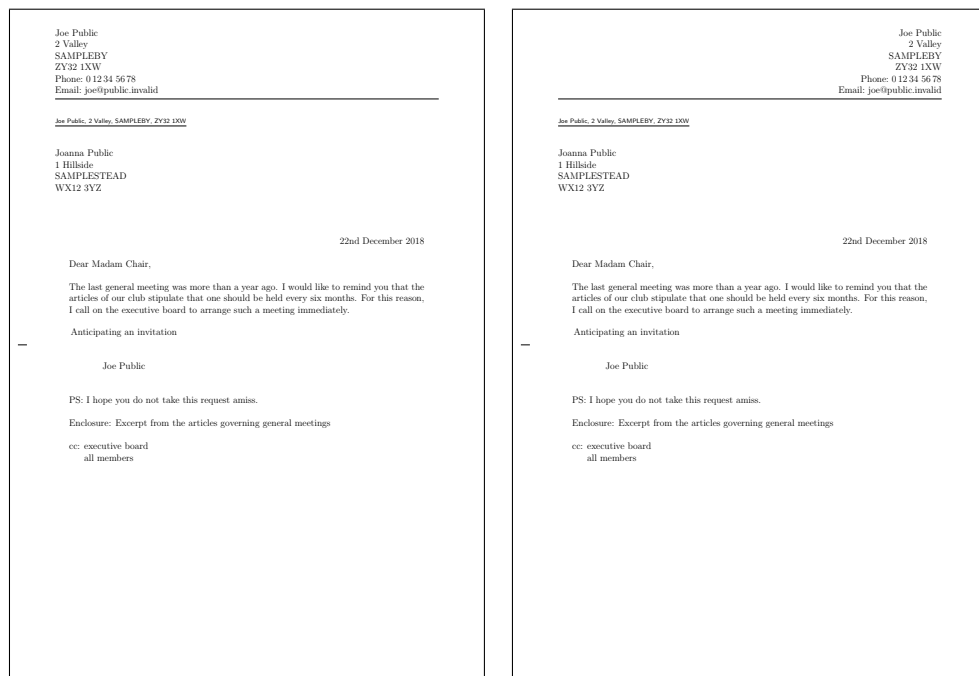 Joe Public
2 Valley
SAMPLEBY
ZY32 1XW
Phone: 0 12 34 56 78
Email: joe@public.invalid
Joe Public, 2 Valley, SAMPLEBY, ZY32 1XW
Joanna Public
1 Hillside
SAMPLESTEAD
WX12 3YZ
22nd December 2018
Dear Madam Chair,
The last general meeting was more than a year ago. I would like to remind you that the
articles of our club stipulate that one should be held every six months. For this reason,
I call on the executive board to arrange such a meeting immediately.
Anticipating an invitation
Joe Public
PS: I hope you do not take this request amiss.
Enclosure: Excerpt from the articles governing general meetings
cc: executive board
all members
Joe Public
2 Valley
SAMPLEBY
ZY32 1XW
Phone: 0 12 34 56 78
Email: joe@public.invalid
Joe Public, 2 Valley, SAMPLEBY, ZY32 1XW
Joanna Public
1 Hillside
SAMPLESTEAD
WX12 3YZ
22nd December 2018
Dear Madam Chair,
The last general meeting was more than a year ago. I would like to remind you that the
articles of our club stipulate that one should be held every six months. For this reason,
I call on the executive board to arrange such a meeting immediately.
Anticipating an invitation
Joe Public
PS: I hope you do not take this request amiss.
Enclosure: Excerpt from the articles governing general meetings
cc: executive board
all members